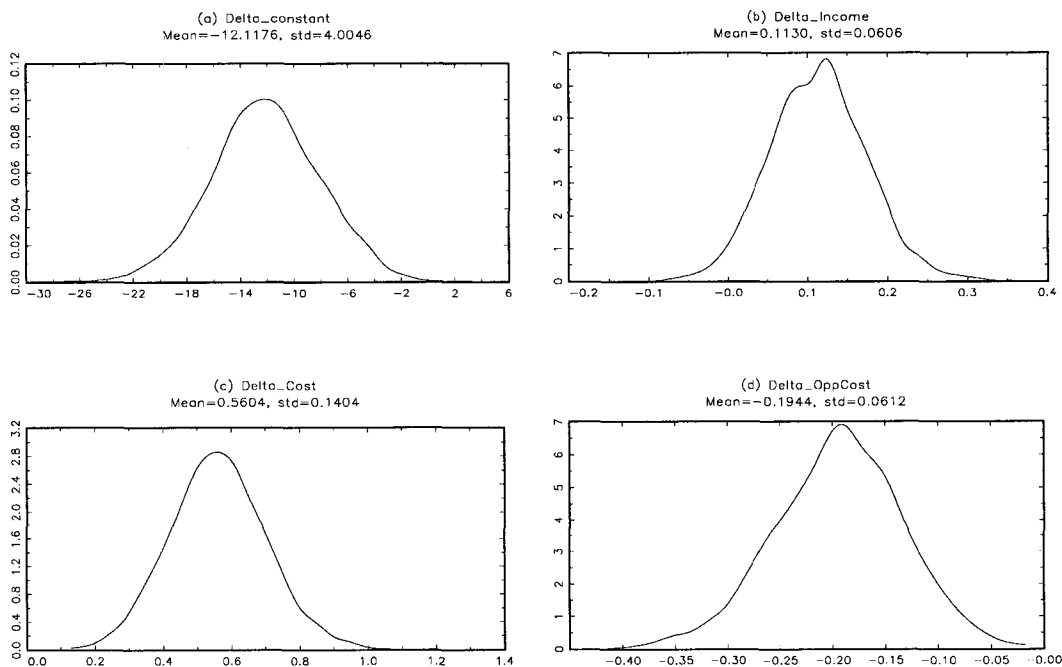 (a) Delta_constant
Mean=-12.1176, std=4.0046
0.12
0.10
0.08
0.06
0.04
0.02
0.00
-30 -26 -22 -18 -14 -10 -6 -2 2 6
(b) Delta_Income
Mean=0.1130, std=0.0606
7
6
5
4
3
2
1
0
-0.2 -0.1 -0.0 0.1 0.2 0.3 0.4
(c) Delta_Cost
Mean=0.5604, std=0.1404
3.2
2.8
2.4
2.0
1.6
1.2
0.8
0.4
0.0
0.0 0.2 0.4 0.6 0.8 1.0 1.2 1.4
(d) Delta_OppCost
Mean=-0.1944, std=0.0612
7
6
5
4
3
2
1
0
-0.40 -0.35 -0.30 -0.25 -0.20 -0.15 -0.10 -0.05 -0.00